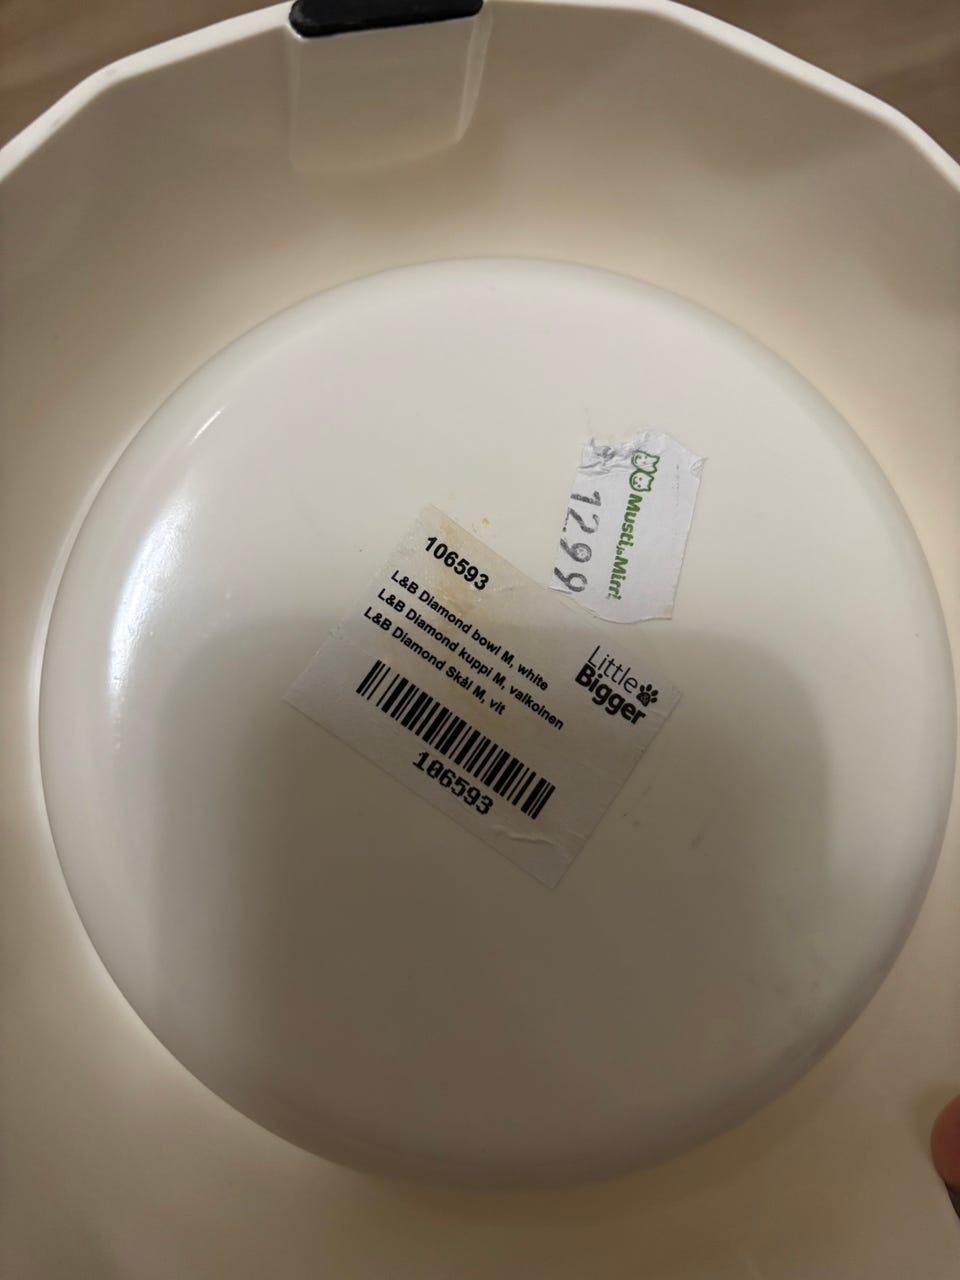 Musti ja Mirri
12.99
106593
L&B Diamond bowl M, white
L&B Diamond kuppi M, valkoinen
L&B Diamond Skål M, vit
Little
Bigger
106593